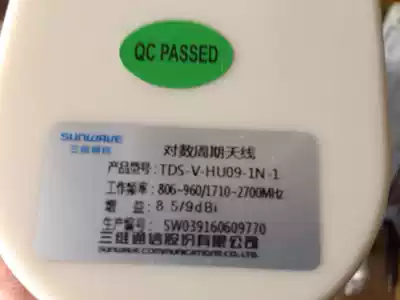 QC PASSED
SUNWAVE
三维通信
对数周期天线
产品型号: TDS-V-HU09-1N-1
工作频率: 806~960/1710~2700MHz
增 益: 8.5/9dBi
生产编号: SW039160609770
三维通信股份有限公司
SUNWAVE COMMUNICATIONS CO.,LTD